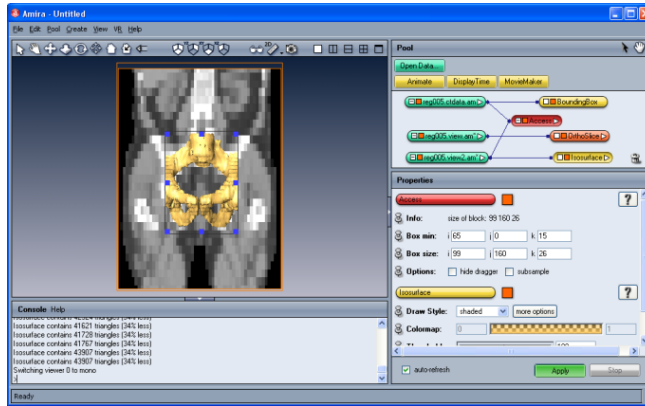 Amira - Untitled
File Edit Pool Create View VR Help
Pool
Open Data...
Animate DisplayTime MovieMaker
reg005.ctdata.am
BoundingBox
Access
reg005.view.am*
OrthoSlice
reg005.view2.am*
Isosurface
Properties
Access
?
Info: size of block: 99 160 26
Box min: i 65 j 0 k 15
Box size: i 99 j 160 k 26
Options: hide dragger subsample
Isosurface
?
Draw Style: shaded more options
Colormap: 0 1
auto-refresh Apply Stop
Console Help
Isosurface contains 41621 triangles (34% less)
Isosurface contains 41728 triangles (34% less)
Isosurface contains 41767 triangles (34% less)
Isosurface contains 43907 triangles (34% less)
Isosurface contains 43907 triangles (34% less)
Switching viewer 0 to mono
>
Ready